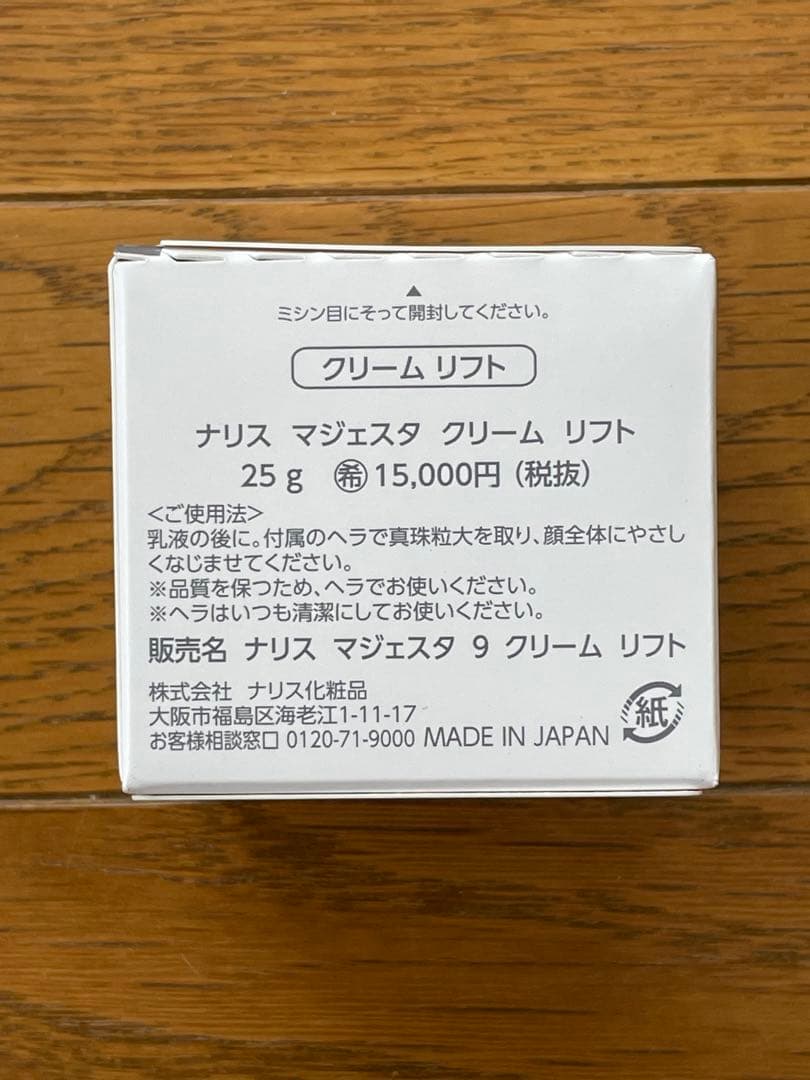 ▲
ミシン目にそって開封してください。
クリーム リフト
ナリス マジェスタ クリーム リフト
25g ㊒15,000円(税抜)
<ご使用法>
乳液の後に。付属のヘラで真珠粒大を取り、顔全体にやさし
くなじませてください。
※品質を保つため、ヘラでお使いください。
※ヘラはいつも清潔にしてお使いください。
販売名 ナリス マジェスタ 9 クリーム リフト
株式会社 ナリス化粧品
大阪市福島区海老江1-11-17
お客様相談窓口 0120-71-9000 MADE IN JAPAN
紙